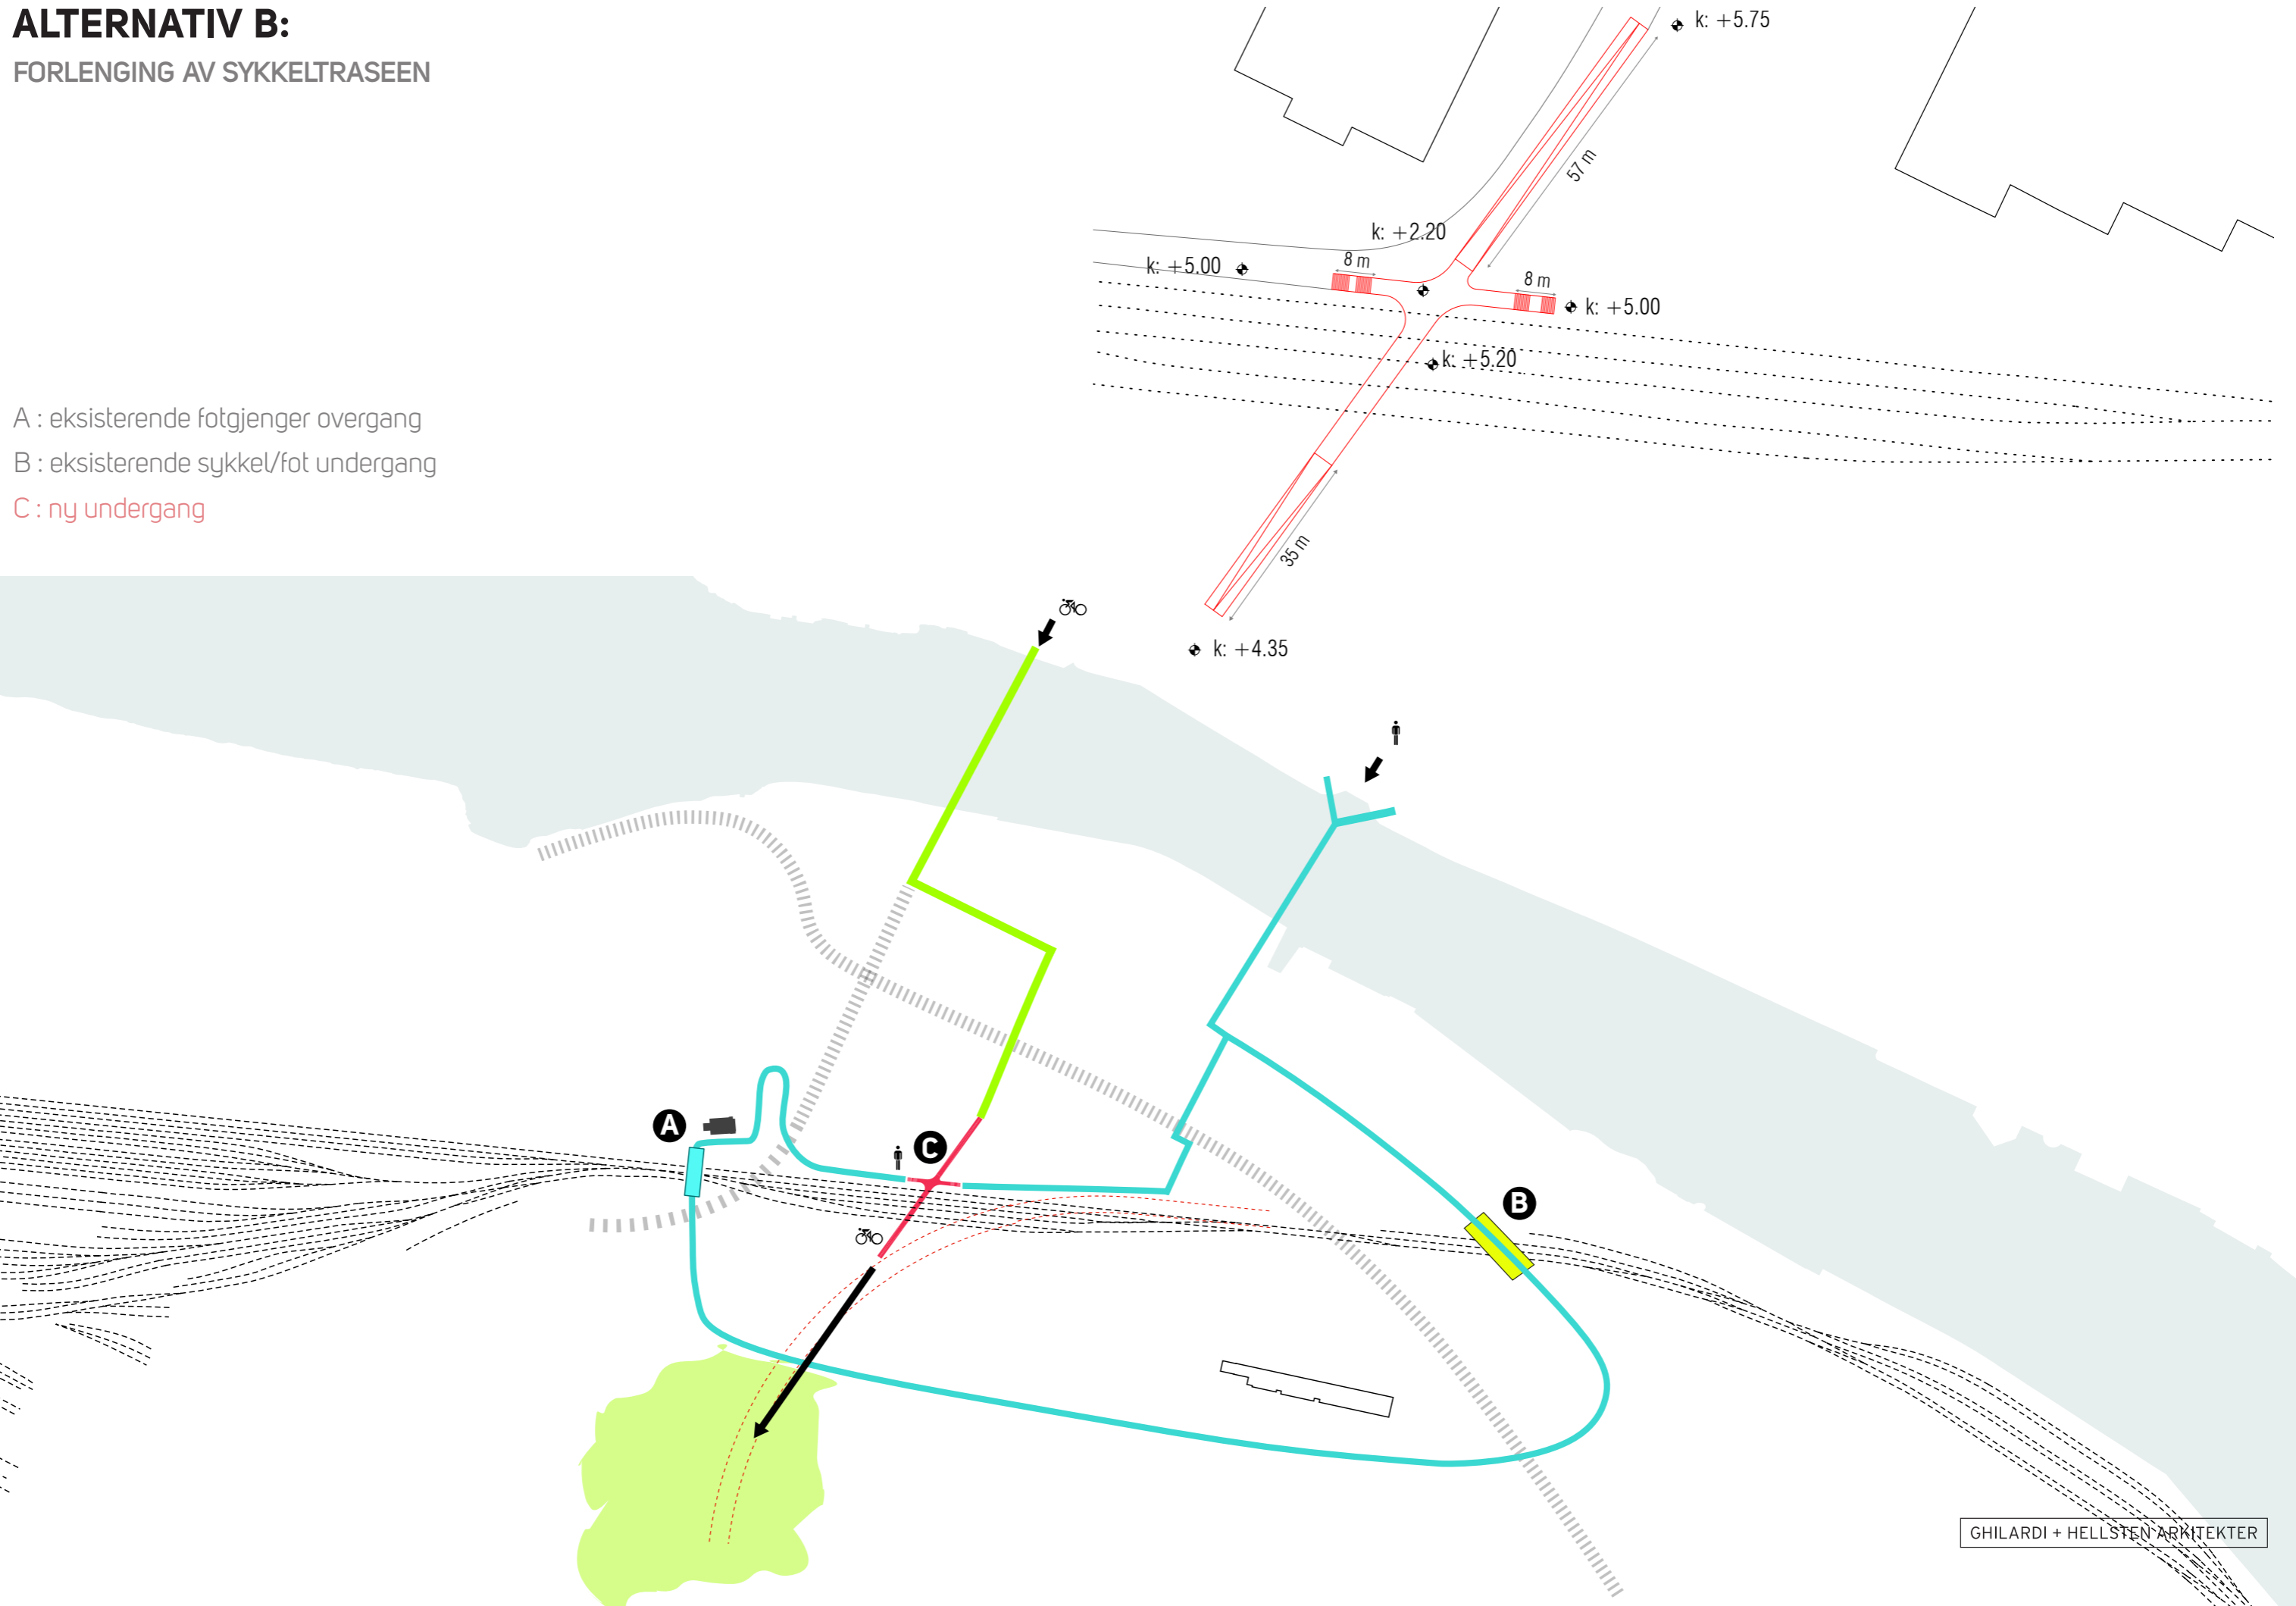 ALTERNATIV B:
FORLENGING AV SYKKELTRASEEN
k: +5.75
57 m
k: +2.20
k: +5.00
8 m
8 m
k: +5.00
k: +5.20
A : eksisterende fotgjenger overgang
B : eksisterende sykkel/fot undergang
C : ny undergang
35 m
k: +4.35
A
C
B
GHILARDI + HELLSTEN ARKITEKTER